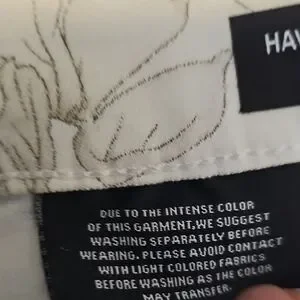 HAV
DUE TO THE INTENSE COLOR
OF THIS GARMENT,WE SUGGEST
WASHING SEPARATELY BEFORE
WEARING. PLEASE AVOID CONTACT
WITH LIGHT COLORED FABRICS
BEFORE WASHING AS THE COLOR
MAY TRANSFER.